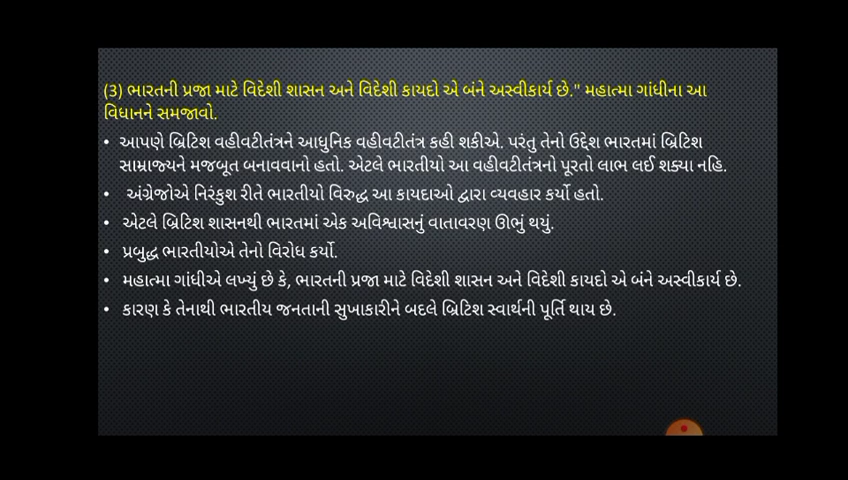 (3) ભારતની પ્રજા માટે વિદેશી શાસન અને વિદેશી કાયદો એ બંને અસ્વીકાર્ય છે." મહાત્મા ગાંધીના આ
વિધાનને સમજાવો.
• આપણે બ્રિટિશ વહીવટીતંત્રને આધુનિક વહીવટીતંત્ર કહી શકીએ. પરંતુ તેનો ઉદ્દેશ ભારતમાં બ્રિટિશ
સામ્રાજ્યને મજબૂત બનાવવાનો હતો. એટલે ભારતીયો આ વહીવટીતંત્રનો પૂરતો લાભ લઈ શક્યા નહિ.
• અંગ્રેજોએ નિરંકુશ રીતે ભારતીયો વિરુદ્ધ આ કાયદાઓ દ્વારા વ્યવહાર કર્યો હતો.
• એટલે બ્રિટિશ શાસનથી ભારતમાં એક અવિશ્વાસનું વાતાવરણ ઊભું થયું.
• પ્રબુદ્ધ ભારતીયોએ તેનો વિરોધ કર્યો.
• મહાત્મા ગાંધીએ લખ્યું છે કે, ભારતની પ્રજા માટે વિદેશી શાસન અને વિદેશી કાયદો એ બંને અસ્વીકાર્ય છે.
• કારણ કે તેનાથી ભારતીય જનતાની સુખાકારીને બદલે બ્રિટિશ સ્વાર્થની પૂર્તિ થાય છે.